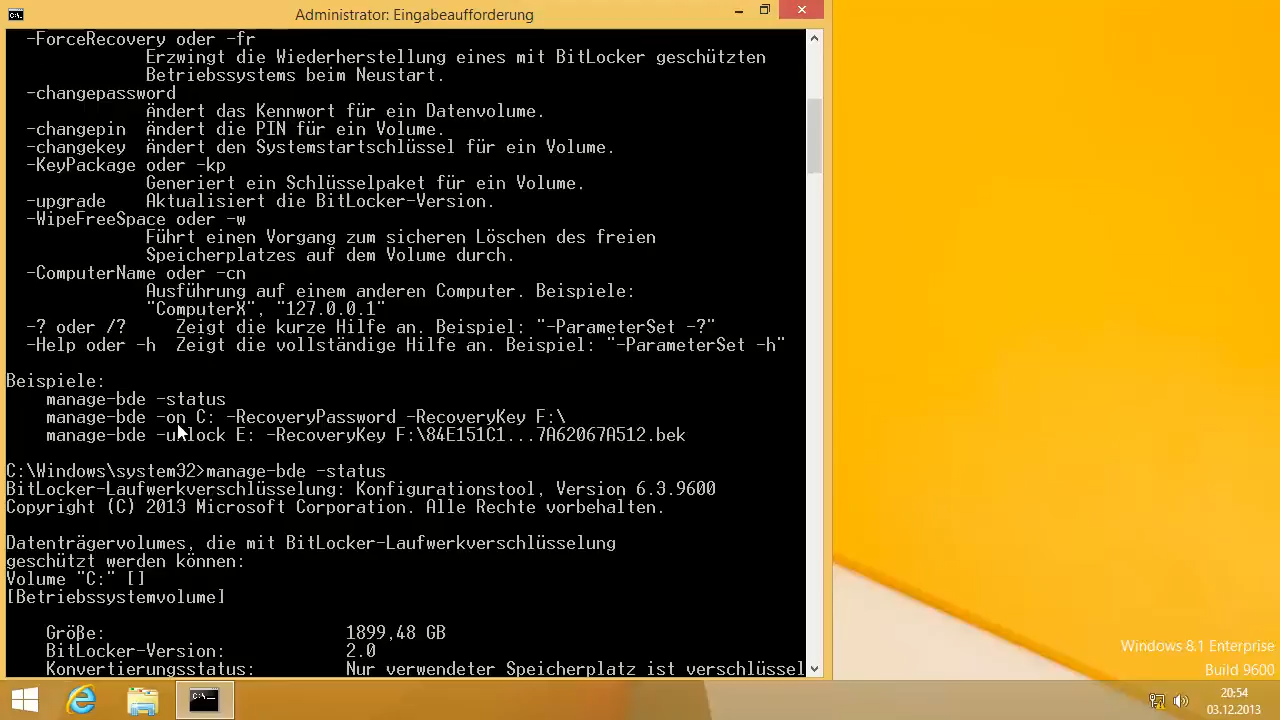 Administrator: Eingabeaufforderung
-ForceRecovery oder -fr
Erzwingt die Wiederherstellung eines mit BitLocker geschützten
Betriebssystems beim Neustart.
-changepassword
Ändert das Kennwort für ein Datenvolume.
-changepin Ändert die PIN für ein Volume.
-changekey Ändert den Systemstartschlüssel für ein Volume.
-KeyPackage oder -kp
Generiert ein Schlüsselpaket für ein Volume.
-upgrade Aktualisiert die BitLocker-Version.
-WipeFreeSpace oder -w
Führt einen Vorgang zum sicheren Löschen des freien
Speicherplatzes auf dem Volume durch.
-ComputerName oder -cn
Ausführung auf einem anderen Computer. Beispiele:
"ComputerX", "127.0.0.1"
-? oder /? Zeigt die kurze Hilfe an. Beispiel: "-ParameterSet -?"
-Help oder -h Zeigt die vollständige Hilfe an. Beispiel: "-ParameterSet -h"
Beispiele:
manage-bde -status
manage-bde -on C: -RecoveryPassword -RecoveryKey F:\
manage-bde -unlock E: -RecoveryKey F:\84E151C1...7A62067A512.bek
C:\Windows\system32>manage-bde -status
BitLocker-Laufwerkverschlüsselung: Konfigurationstool, Version 6.3.9600
Copyright (C) 2013 Microsoft Corporation. Alle Rechte vorbehalten.
Datenträgervolumes, die mit BitLocker-Laufwerkverschlüsselung
geschützt werden können:
Volume "C:" []
[Betriebssystemvolume]
Größe: 1899,48 GB
BitLocker-Version: 2.0
Konvertierungsstatus: Nur verwendeter Speicherplatz ist verschlüssel
Windows 8.1 Enterprise
Build 9600
20:54
03.12.2013